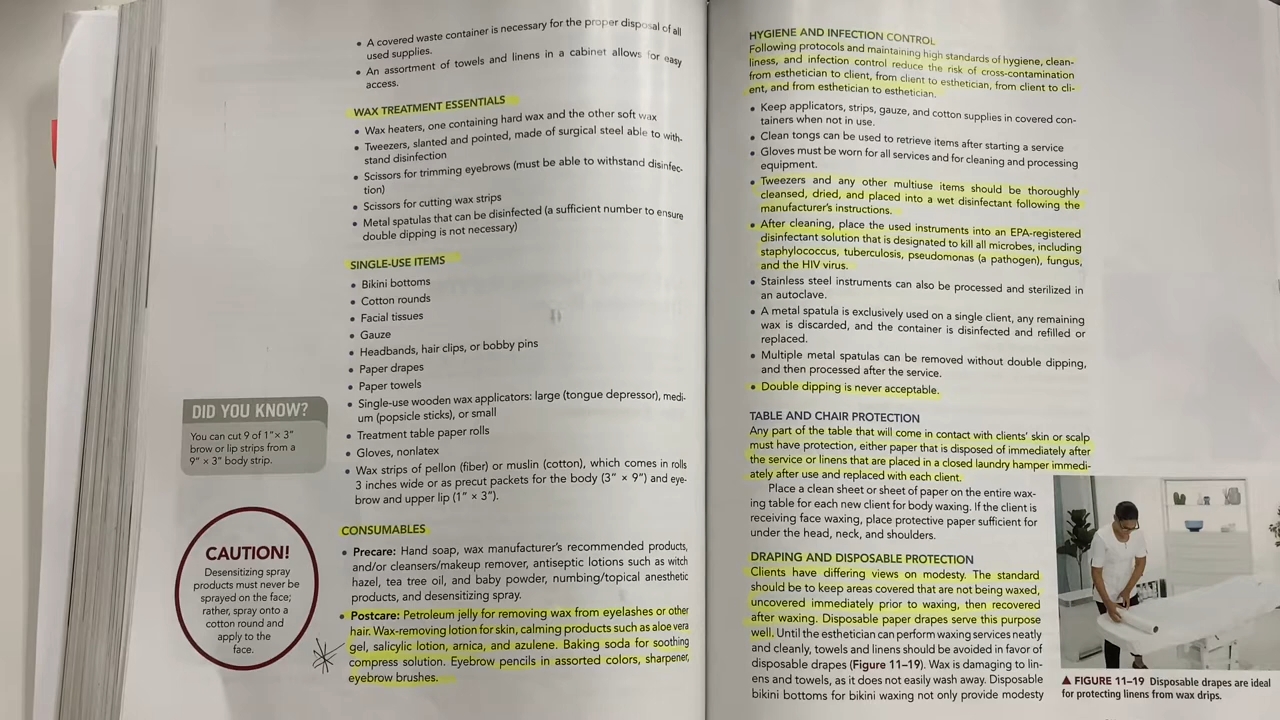 • A covered waste container is necessary for the proper disposal of all
used supplies.
• An assortment of towels and linens in a cabinet allows for easy
access.
WAX TREATMENT ESSENTIALS
• Wax heaters, one containing hard wax and the other soft wax
• Tweezers, slanted and pointed, made of surgical steel able to with-
stand disinfection
• Scissors for trimming eyebrows (must be able to withstand disinfec-
tion)
• Scissors for cutting wax strips
• Metal spatulas that can be disinfected (a sufficient number to ensure
double dipping is not necessary)
SINGLE-USE ITEMS
• Bikini bottoms
• Cotton rounds
• Facial tissues
• Gauze
• Headbands, hair clips, or bobby pins
• Paper drapes
• Paper towels
• Single-use wooden wax applicators: large (tongue depressor), medi-
um (popsicle sticks), or small
• Treatment table paper rolls
• Gloves, nonlatex
• Wax strips of pellon (fiber) or muslin (cotton), which comes in rolls
3 inches wide or as precut packets for the body (3" × 9") and eye-
brow and upper lip (1" × 3").
CONSUMABLES
• Precare: Hand soap, wax manufacturer's recommended products,
and/or cleansers/makeup remover, antiseptic lotions such as witch
hazel, tea tree oil, and baby powder, numbing/topical anesthetic
products, and desensitizing spray.
• Postcare: Petroleum jelly for removing wax from eyelashes or other
hair. Wax-removing lotion for skin, calming products such as aloe vera
gel, salicylic lotion, arnica, and azulene. Baking soda for soothing
compress solution. Eyebrow pencils in assorted colors, sharpener,
eyebrow brushes.
DID YOU KNOW?
You can cut 9 of 1"× 3"
brow or lip strips from a
9" × 3" body strip.
CAUTION!
Desensitizing spray
products must never be
sprayed on the face;
rather, spray onto a
cotton round and
apply to the
face.
HYGIENE AND INFECTION CONTROL
Following protocols and maintaining high standards of hygiene, clean-
liness, and infection control reduce the risk of cross-contamination
from esthetician to client, from client to esthetician, from client to cli-
ent, and from esthetician to esthetician.
• Keep applicators, strips, gauze, and cotton supplies in covered con-
tainers when not in use.
• Clean tongs can be used to retrieve items after starting a service
• Gloves must be worn for all services and for cleaning and processing
equipment.
• Tweezers and any other multiuse items should be thoroughly
cleansed, dried, and placed into a wet disinfectant following the
manufacturer's instructions.
• After cleaning, place the used instruments into an EPA-registered
disinfectant solution that is designated to kill all microbes, including
staphylococcus, tuberculosis, pseudomonas (a pathogen), fungus,
and the HIV virus.
• Stainless steel instruments can also be processed and sterilized in
an autoclave.
• A metal spatula is exclusively used on a single client, any remaining
wax is discarded, and the container is disinfected and refilled or
replaced.
• Multiple metal spatulas can be removed without double dipping,
and then processed after the service.
• Double dipping is never acceptable.
TABLE AND CHAIR PROTECTION
Any part of the table that will come in contact with clients' skin or scalp
must have protection, either paper that is disposed of immediately after
the service or linens that are placed in a closed laundry hamper immedi-
ately after use and replaced with each client.
Place a clean sheet or sheet of paper on the entire wax-
ing table for each new client for body waxing. If the client is
receiving face waxing, place protective paper sufficient for
under the head, neck, and shoulders.
DRAPING AND DISPOSABLE PROTECTION
Clients have differing views on modesty. The standard
should be to keep areas covered that are not being waxed,
uncovered immediately prior to waxing, then recovered
after waxing. Disposable paper drapes serve this purpose
well. Until the esthetician can perform waxing services neatly
and cleanly, towels and linens should be avoided in favor of
disposable drapes (Figure 11–19). Wax is damaging to lin-
ens and towels, as it does not easily wash away. Disposable
bikini bottoms for bikini waxing not only provide modesty
▲ FIGURE 11–19 Disposable drapes are ideal
for protecting linens from wax drips.